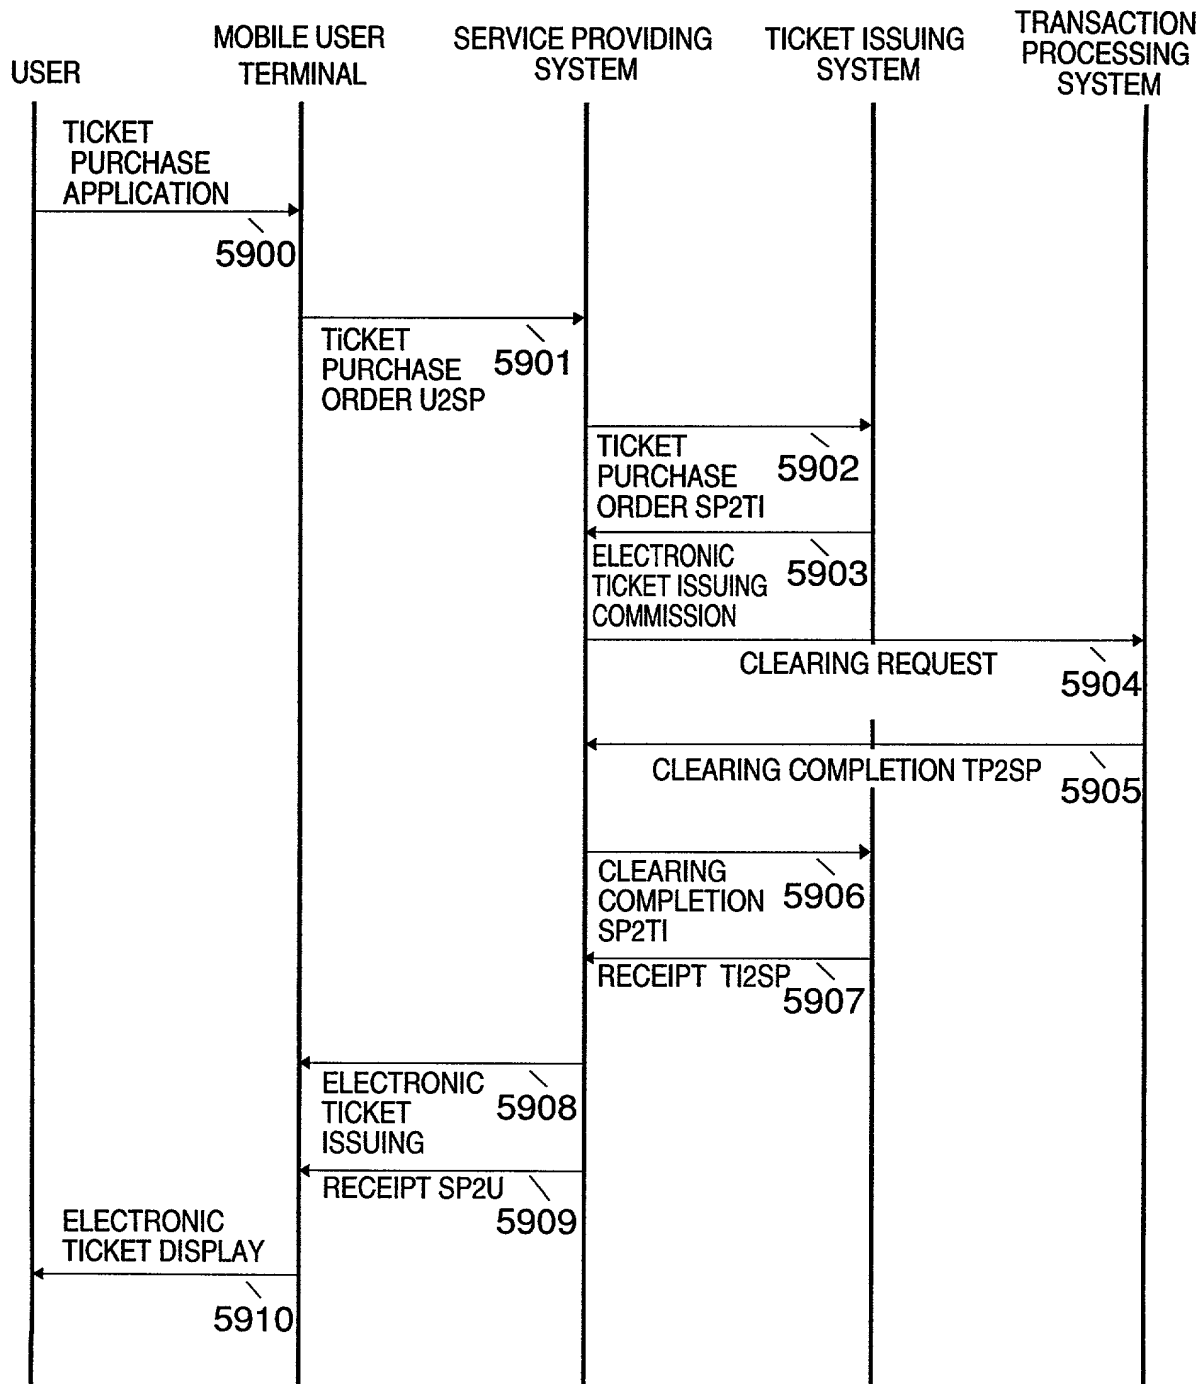 USER
MOBILE USER
TERMINAL
SERVICE PROVIDING
SYSTEM
TICKET ISSUING
SYSTEM
TRANSACTION
PROCESSING
SYSTEM
TICKET
PURCHASE
APPLICATION
5900
TiCKET
PURCHASE
ORDER U2SP
5901
TICKET
PURCHASE
ORDER SP2TI
5902
ELECTRONIC
TICKET ISSUING
COMMISSION
5903
CLEARING REQUEST
5904
CLEARING COMPLETION TP2SP
5905
CLEARING
COMPLETION
SP2TI
5906
RECEIPT TI2SP
5907
ELECTRONIC
TICKET
ISSUING
5908
RECEIPT SP2U
5909
ELECTRONIC
TICKET DISPLAY
5910